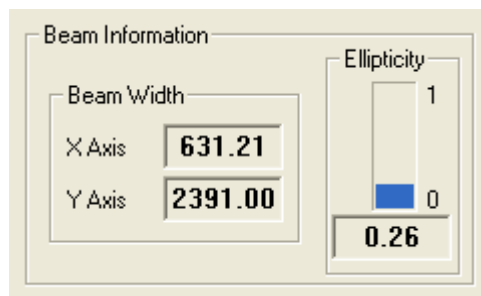 Beam Information
Ellipticity
Beam Width
1
X Axis 631.21
Y Axis 2391.00
0
0.26